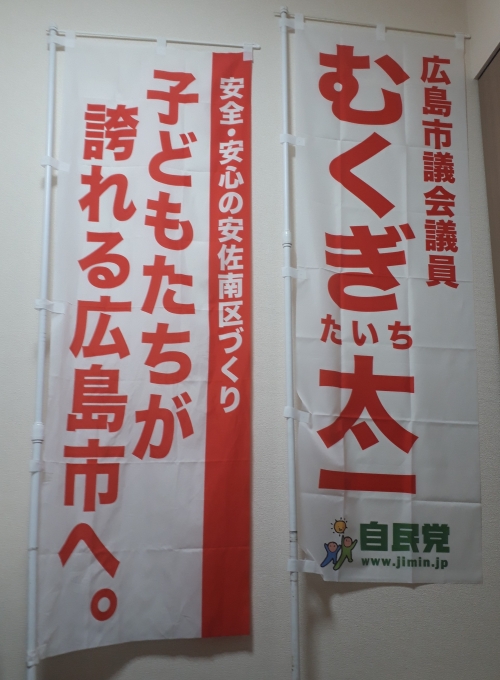 広島市議会議員
むくぎ太一
たいち
自民党
www.jimin.jp
安全・安心の安佐南区づくり
子どもたちが
誇れる広島市へ。